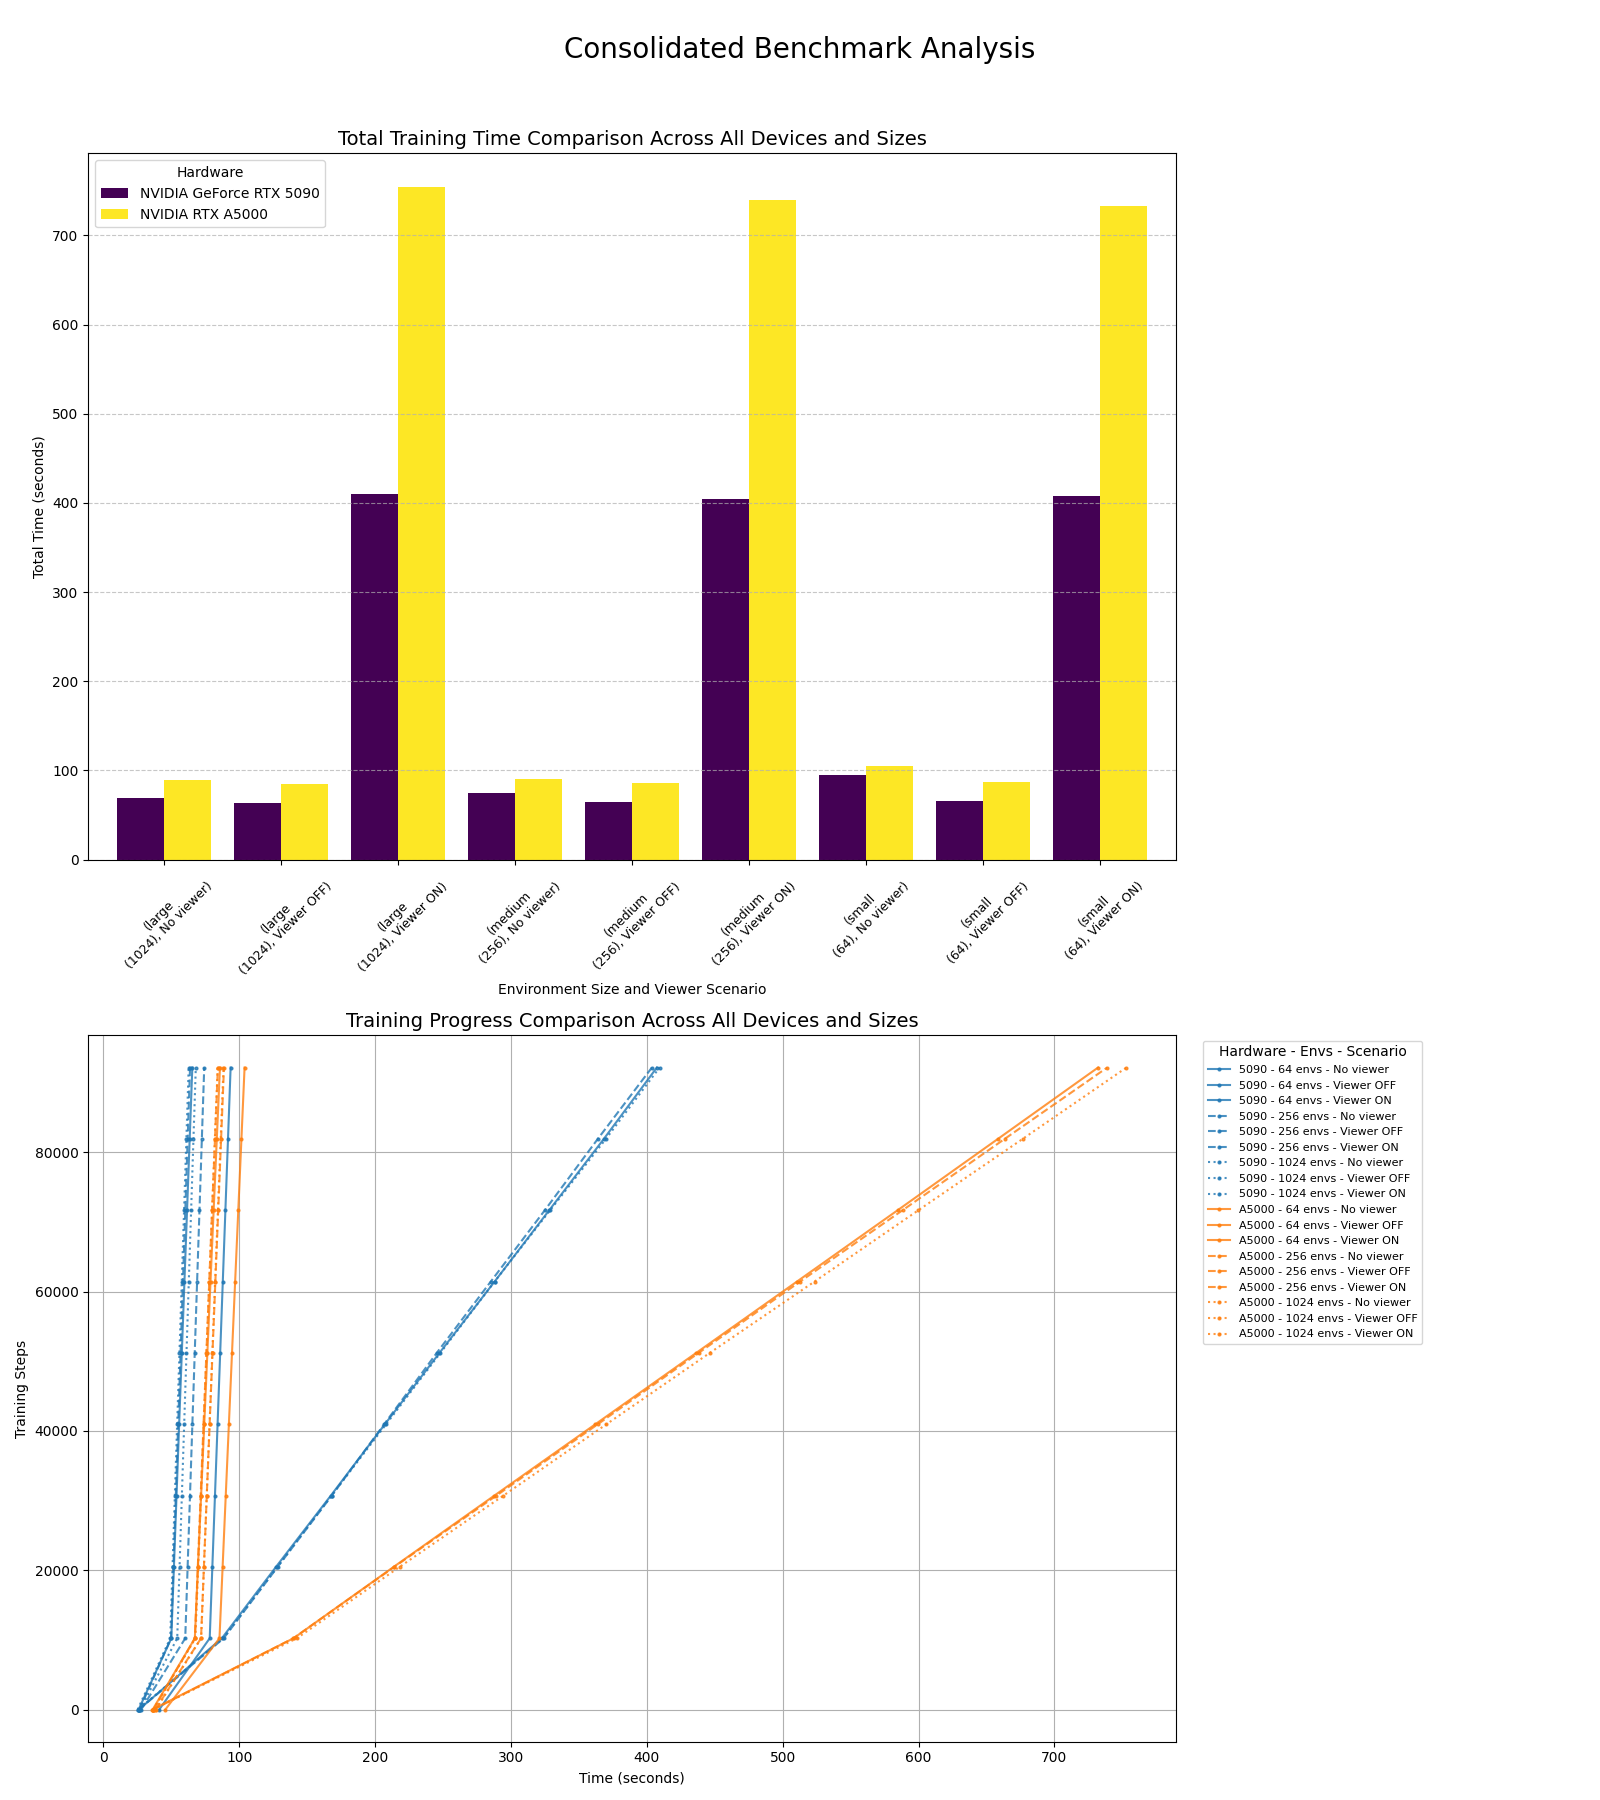 Consolidated Benchmark Analysis
Total Training Time Comparison Across All Devices and Sizes
Hardware
NVIDIA GeForce RTX 5090
NVIDIA RTX A5000
Total Time (seconds)
700
600
500
400
300
200
100
0
(large
(1024), No viewer)
(large
(1024), Viewer OFF)
(large
(1024), Viewer ON)
(medium
(256), No viewer)
(medium
(256), Viewer OFF)
(medium
(256), Viewer ON)
(small
(64), No viewer)
(small
(64), Viewer OFF)
(small
(64), Viewer ON)
Environment Size and Viewer Scenario
Training Progress Comparison Across All Devices and Sizes
Training Steps
80000
60000
40000
20000
0
0
100
200
300
400
500
600
700
Time (seconds)
Hardware - Envs - Scenario
5090 - 64 envs - No viewer
5090 - 64 envs - Viewer OFF
5090 - 64 envs - Viewer ON
5090 - 256 envs - No viewer
5090 - 256 envs - Viewer OFF
5090 - 256 envs - Viewer ON
5090 - 1024 envs - No viewer
5090 - 1024 envs - Viewer OFF
5090 - 1024 envs - Viewer ON
A5000 - 64 envs - No viewer
A5000 - 64 envs - Viewer OFF
A5000 - 64 envs - Viewer ON
A5000 - 256 envs - No viewer
A5000 - 256 envs - Viewer OFF
A5000 - 256 envs - Viewer ON
A5000 - 1024 envs - No viewer
A5000 - 1024 envs - Viewer OFF
A5000 - 1024 envs - Viewer ON